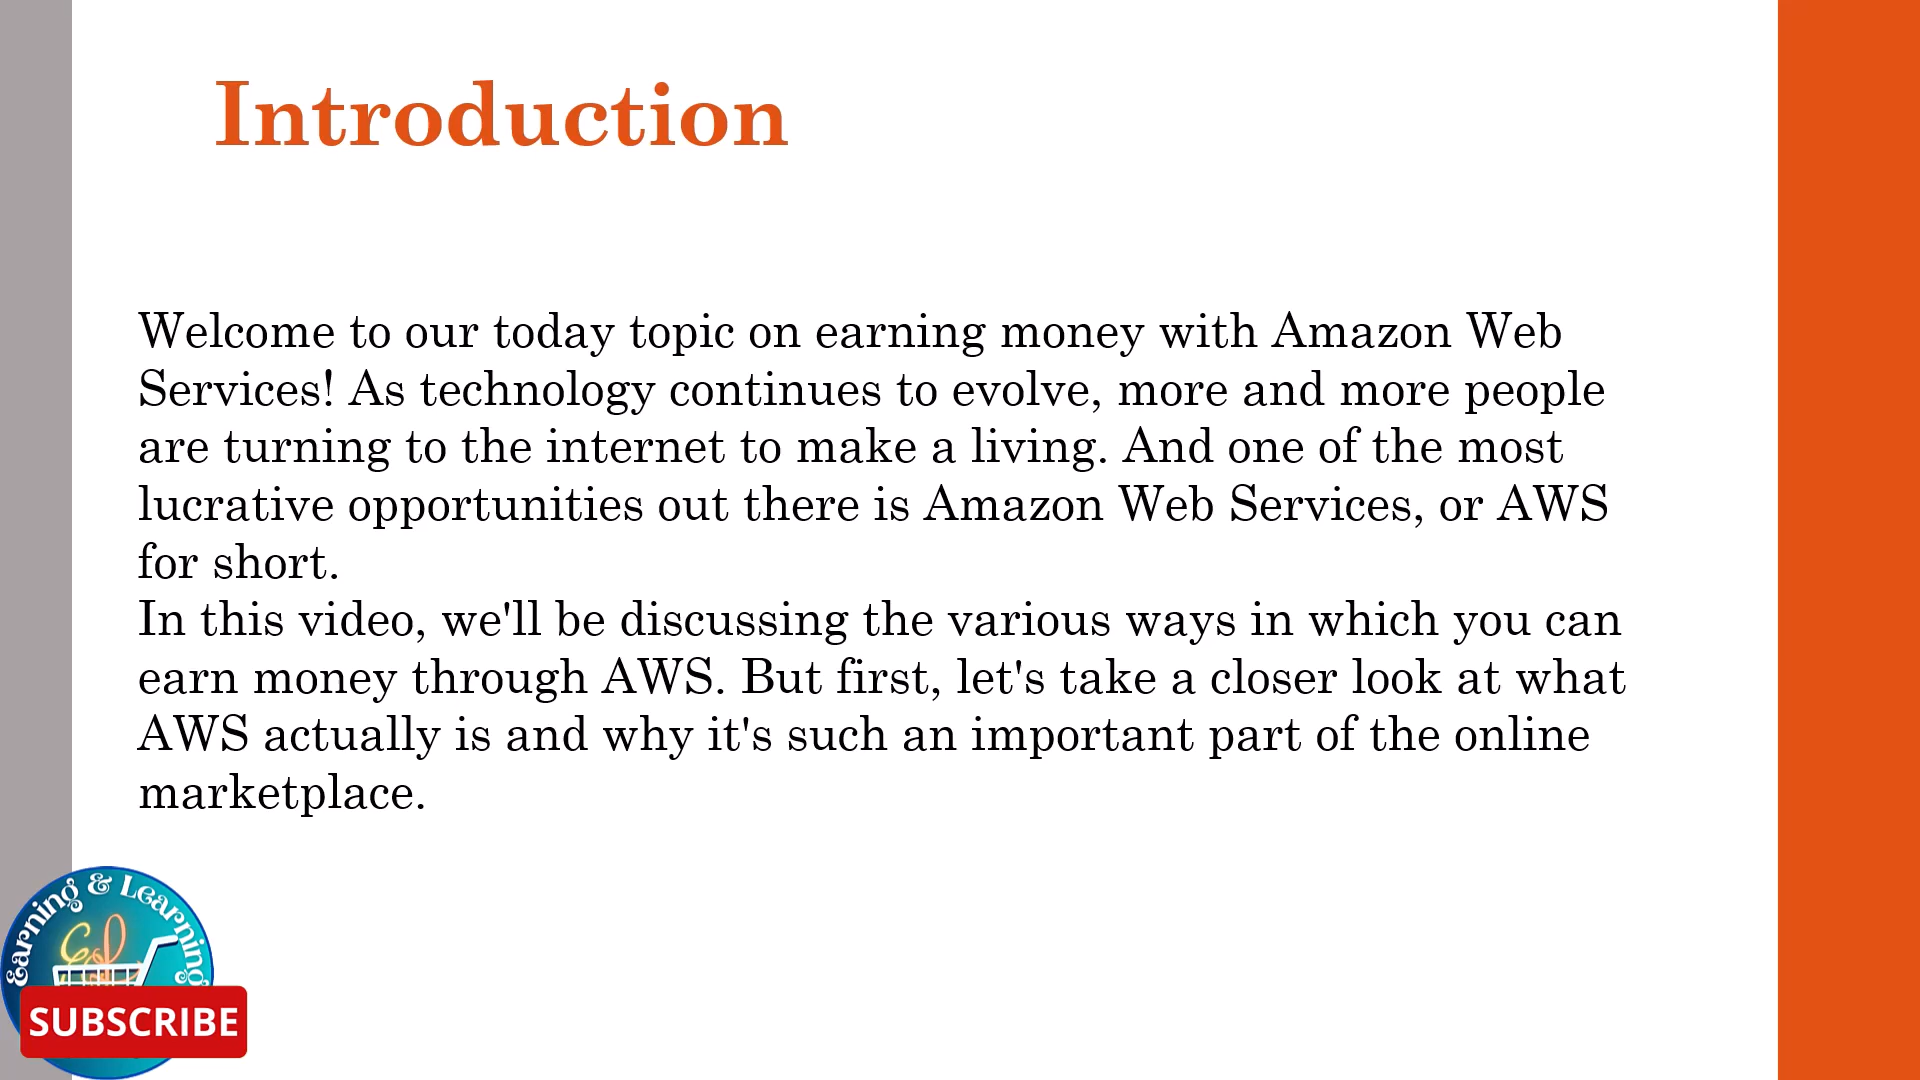 Introduction
Welcome to our today topic on earning money with Amazon Web
Services! As technology continues to evolve, more and more people
are turning to the internet to make a living. And one of the most
lucrative opportunities out there is Amazon Web Services, or AWS
for short.
In this video, we'll be discussing the various ways in which you can
earn money through AWS. But first, let's take a closer look at what
AWS actually is and why it's such an important part of the online
marketplace.
Earning & Learning
SUBSCRIBE